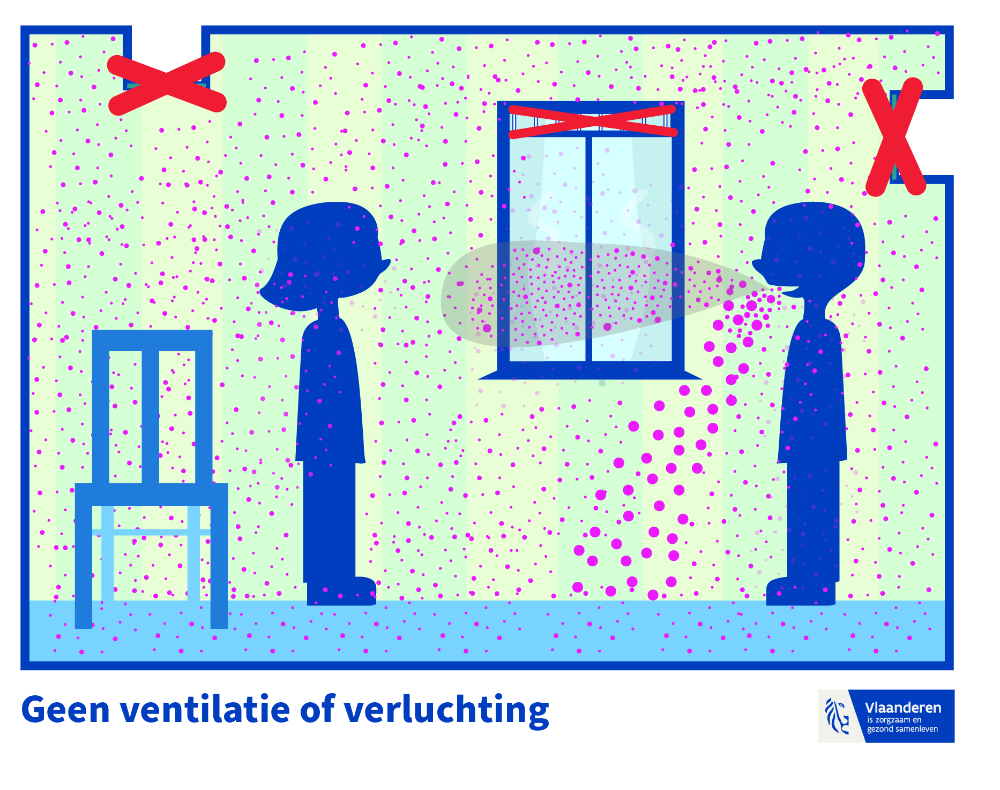 Geen ventilatie of verluchting
Vlaanderen
is zorgzaam en
gezond samenleven